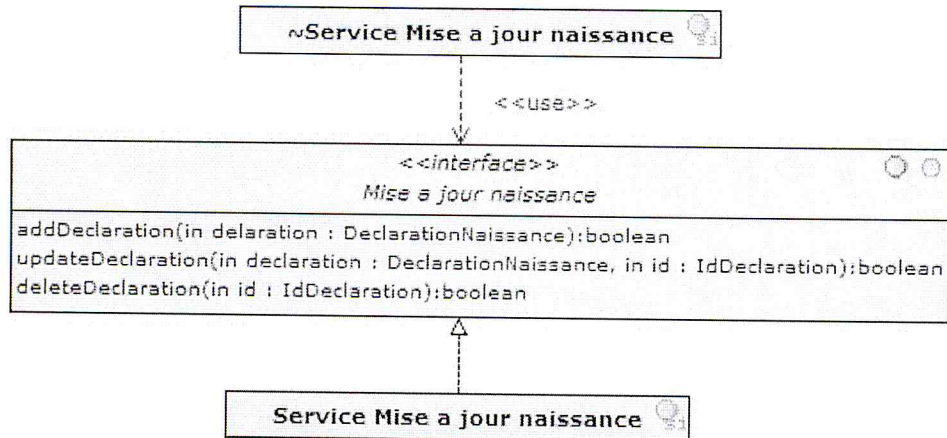 ~Service Mise a jour naissance
<<use>>
<<interface>>
Mise a jour naissance
addDeclaration(in delaration : DeclarationNaissance):boolean
updateDeclaration(in declaration : DeclarationNaissance, in id : IdDeclaration):boolean
deleteDeclaration(in id : IdDeclaration):boolean
Service Mise a jour naissance